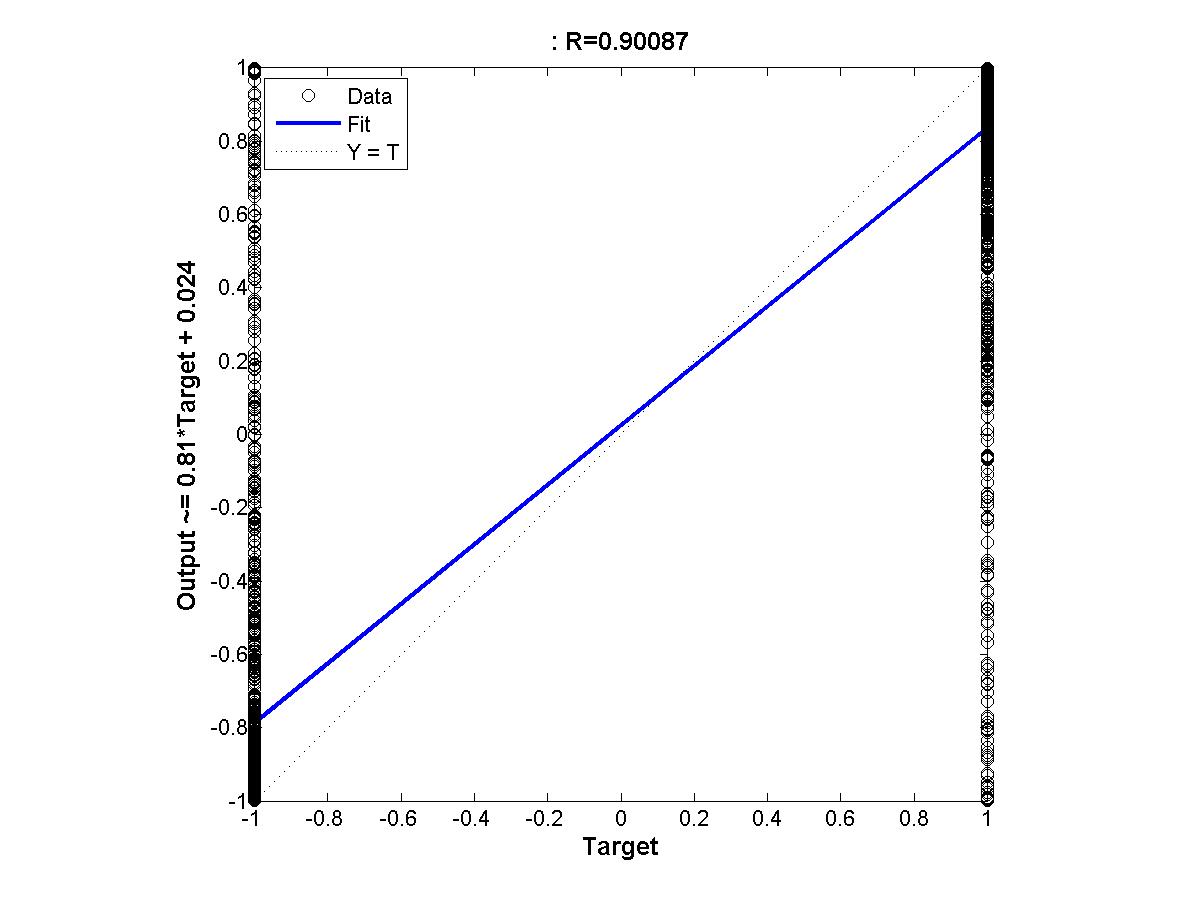 : R=0.90087
Data
Fit
Y = T
1
0.8
0.6
0.4
0.2
0
-0.2
-0.4
-0.6
-0.8
-1
Output ~= 0.81*Target + 0.024
-1 -0.8 -0.6 -0.4 -0.2 0 0.2 0.4 0.6 0.8 1
Target